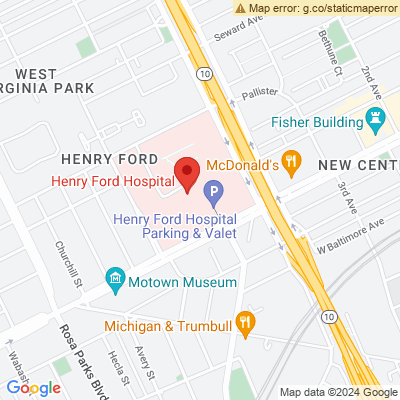 Map error: g.co/staticmaperror
Seward Ave
Bethune Ct
2nd Ave
WEST
RGINIA PARK
10
Pallister
Fisher Building
HENRY FORD
McDonald's
NEW CENT
Henry Ford Hospital
P
3rd Ave
Henry Ford Hospital
Parking & Valet
W Baltimore Ave
Churchill St
Motown Museum
Michigan & Trumbull
10
Rosa Parks Blvd
Hecla St
Avery St
Wabash
Google
Map data ©2024 Google